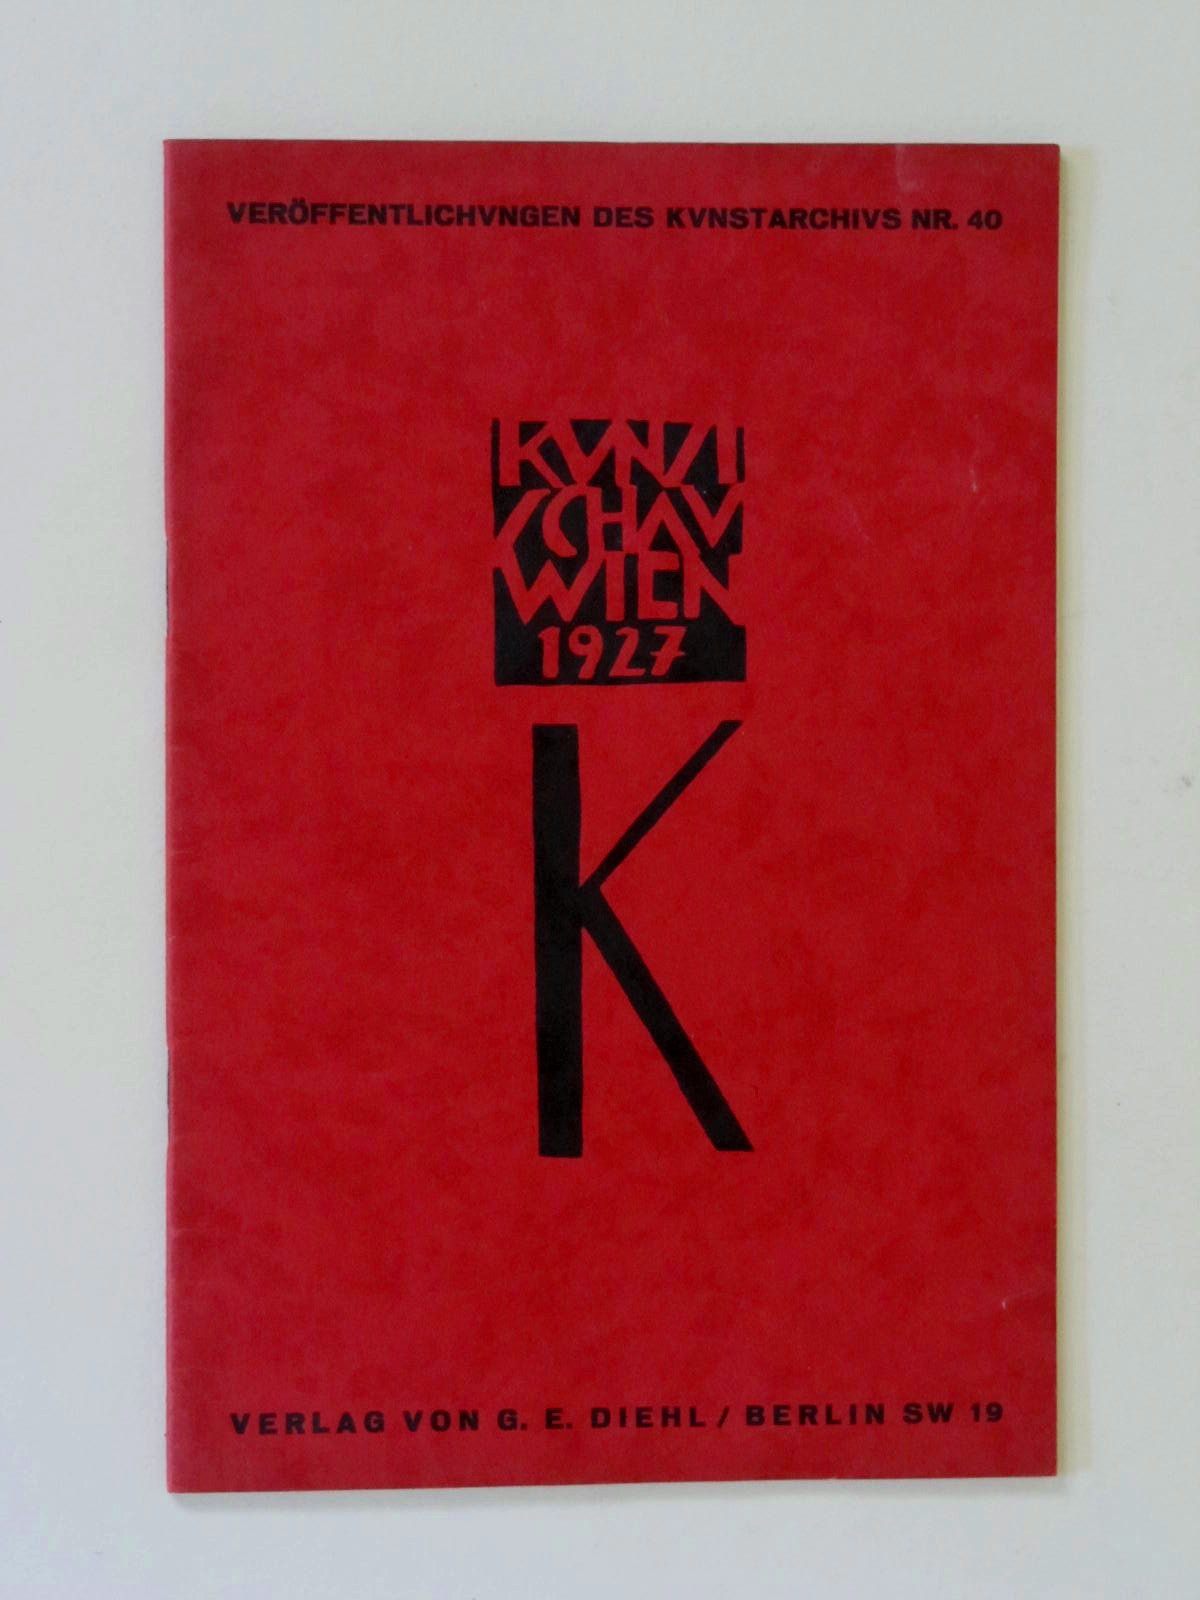 VERÖFFENTLICHVNGEN DES KVNSTARCHIVS NR. 40
KVNST
SCHAV
WIEN
1927
K
VERLAG VON G. E. DIEHL / BERLIN SW 19